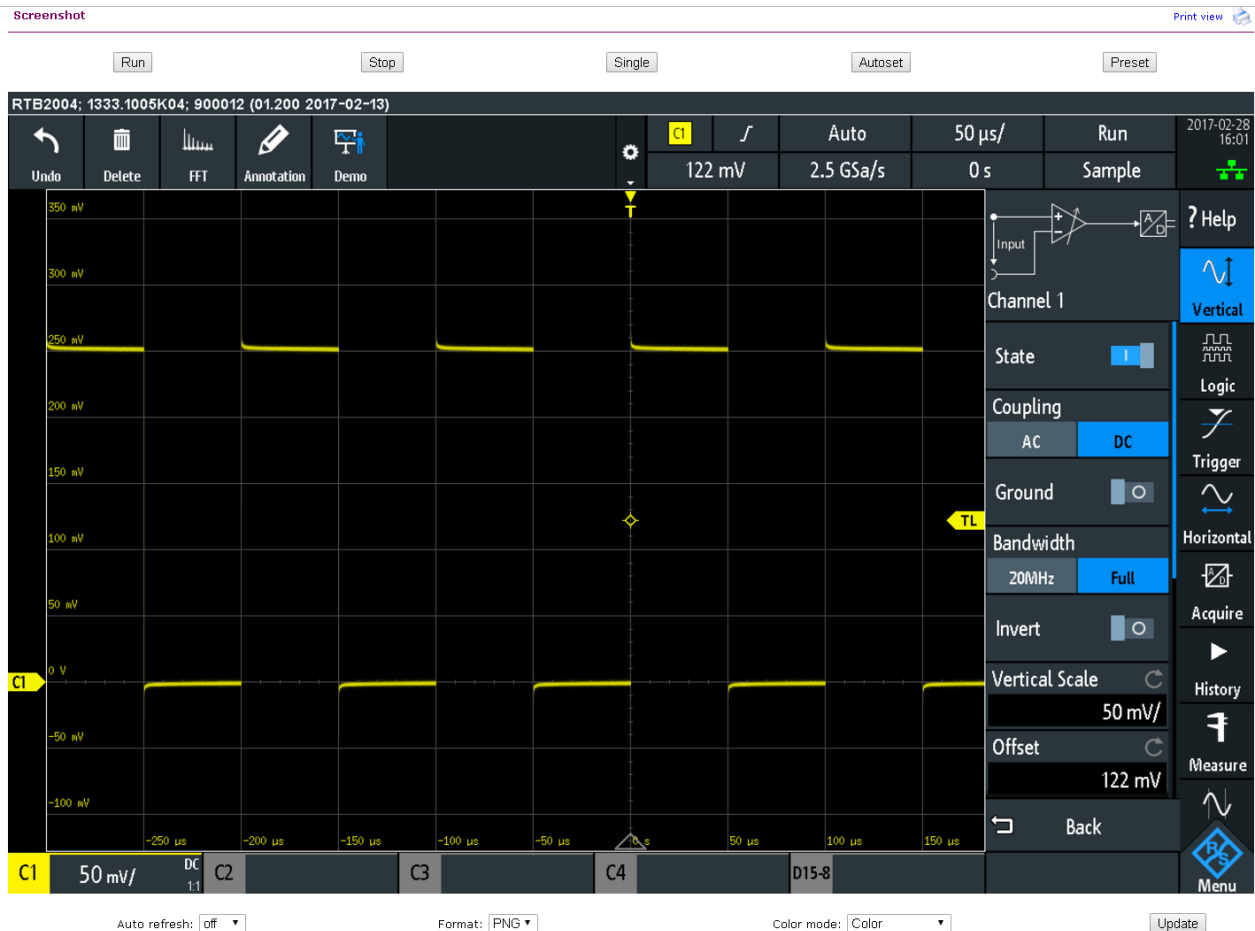 Screenshot
Print view
Run Stop Single Autoset Preset
RTB2004; 1333.1005K04; 900012 (01.200 2017-02-13)
Undo Delete FFT Annotation Demo
C1 Auto 50 µs/ Run
122 mV 2.5 GSa/s 0 s Sample
2017-02-28
16:01
350 mV
300 mV
250 mV
200 mV
150 mV
100 mV
50 mV
0 V
-50 mV
-100 mV
T
TL
C1
-250 µs -200 µs -150 µs -100 µs -50 µs 0 s 50 µs 100 µs 150 µs
Input
A D
Channel 1
State I
Coupling
AC DC
Ground O
Bandwidth
20MHz Full
Invert O
Vertical Scale
50 mV/
Offset
122 mV
Back
? Help
Vertical
Logic
Trigger
Horizontal
A D
Acquire
History
Measure
R&S
Menu
C1 50 mV/ DC 1:1 C2 C3 C4 D15-8
Auto refresh: off Format: PNG Color mode: Color Update